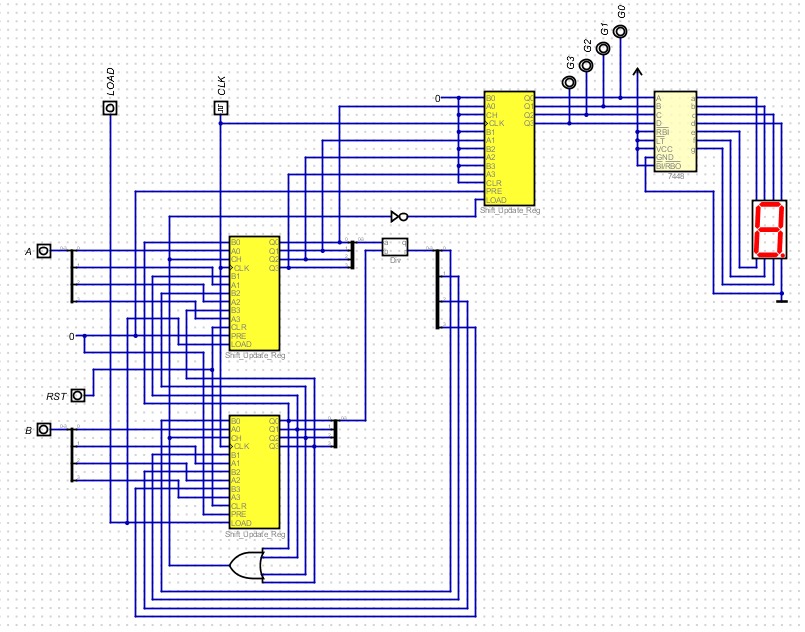 G0
G1
G2
G3
LOAD
CLK
0
B0 Q0
A0 Q1
CH Q2
CLK Q3
B1
A1
B2
A2
B3
A3
CLR
PRE
LOAD
Shift_Update_Reg
A a
B b
C c
D d
RBI e
LT f
VCC g
GND
BI/RBO
7448
A
B0 Q0
A0 Q1
CH Q2
CLK Q3
B1
A1
B2
A2
B3
A3
CLR
PRE
LOAD
Shift_Update_Reg
a q
b
Div
0
RST
B
B0 Q0
A0 Q1
CH Q2
CLK Q3
B1
A1
B2
A2
B3
A3
CLR
PRE
LOAD
Shift_Update_Reg